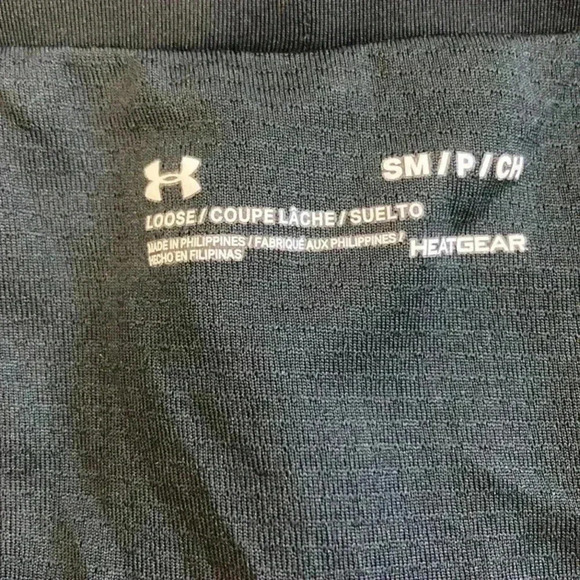 SM/P/CH
LOOSE/COUPE LÂCHE/SUELTO
MADE IN PHILIPPINES/FABRIQUÉ AUX PHILIPPINES/
HECHO EN FILIPINAS
HEATGEAR